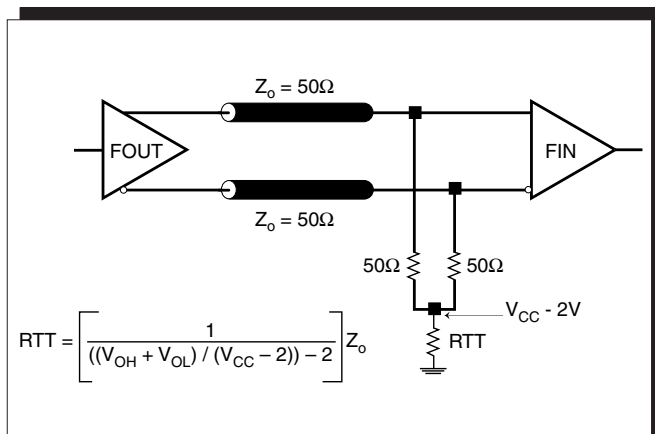 Zo = 50Ω
FOUT
FIN
Zo = 50Ω
50Ω
50Ω
VCC - 2V
RTT
RTT = [ 1 / ((VOH + VOL) / (VCC – 2)) – 2 ] Zo